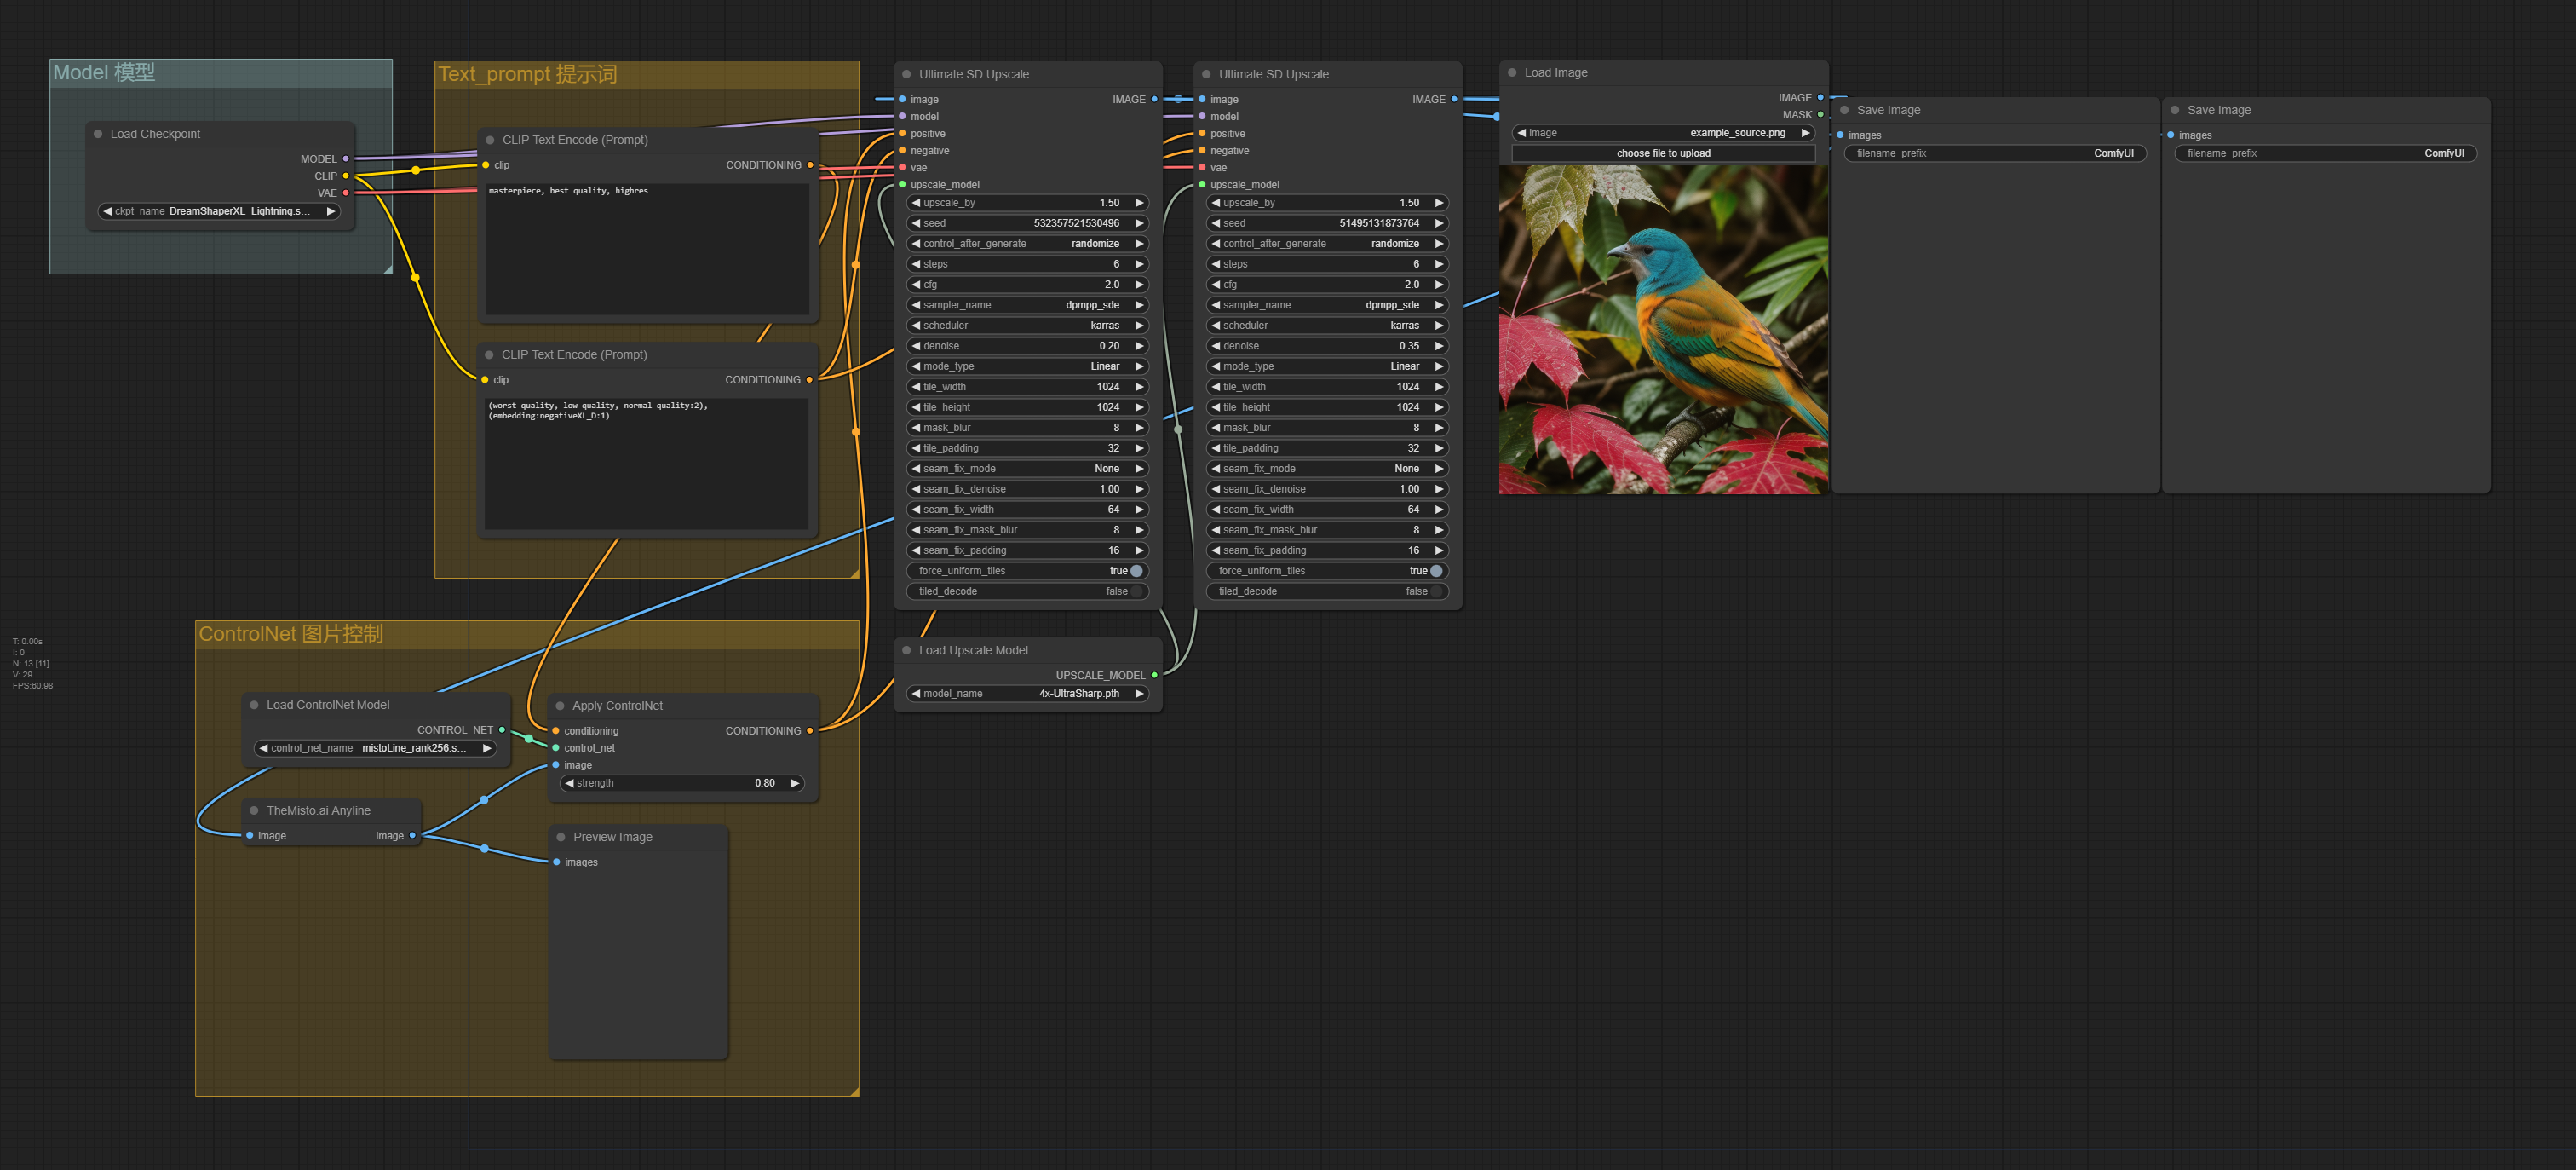 Model 模型
Load Checkpoint
MODEL
CLIP
VAE
ckpt_name DreamShaperXL_Lightning.s...
Text_prompt 提示词
CLIP Text Encode (Prompt)
clip CONDITIONING
masterpiece, best quality, highres
CLIP Text Encode (Prompt)
clip CONDITIONING
(worst quality, low quality, normal quality:2),
(embedding:negativeXL_D:1)
Ultimate SD Upscale
image IMAGE
model
positive
negative
vae
upscale_model
upscale_by 1.50
seed 532357521530496
control_after_generate randomize
steps 6
cfg 2.0
sampler_name dpmpp_sde
scheduler karras
denoise 0.20
mode_type Linear
tile_width 1024
tile_height 1024
mask_blur 8
tile_padding 32
seam_fix_mode None
seam_fix_denoise 1.00
seam_fix_width 64
seam_fix_mask_blur 8
seam_fix_padding 16
force_uniform_tiles true
tiled_decode false
Ultimate SD Upscale
image IMAGE
model
positive
negative
vae
upscale_model
upscale_by 1.50
seed 51495131873764
control_after_generate randomize
steps 6
cfg 2.0
sampler_name dpmpp_sde
scheduler karras
denoise 0.35
mode_type Linear
tile_width 1024
tile_height 1024
mask_blur 8
tile_padding 32
seam_fix_mode None
seam_fix_denoise 1.00
seam_fix_width 64
seam_fix_mask_blur 8
seam_fix_padding 16
force_uniform_tiles true
tiled_decode false
Load Image
IMAGE
MASK
image example_source.png
choose file to upload
Save Image
images
filename_prefix ComfyUI
Save Image
images
filename_prefix ComfyUI
Load Upscale Model
UPSCALE_MODEL
model_name 4x-UltraSharp.pth
T: 0.00s
I: 0
N: 13 [11]
V: 29
FPS:60.98
ControlNet 图片控制
Load ControlNet Model
CONTROL_NET
control_net_name mistoLine_rank256.s...
Apply ControlNet
conditioning CONDITIONING
control_net
image
strength 0.80
TheMisto.ai Anyline
image image
Preview Image
images